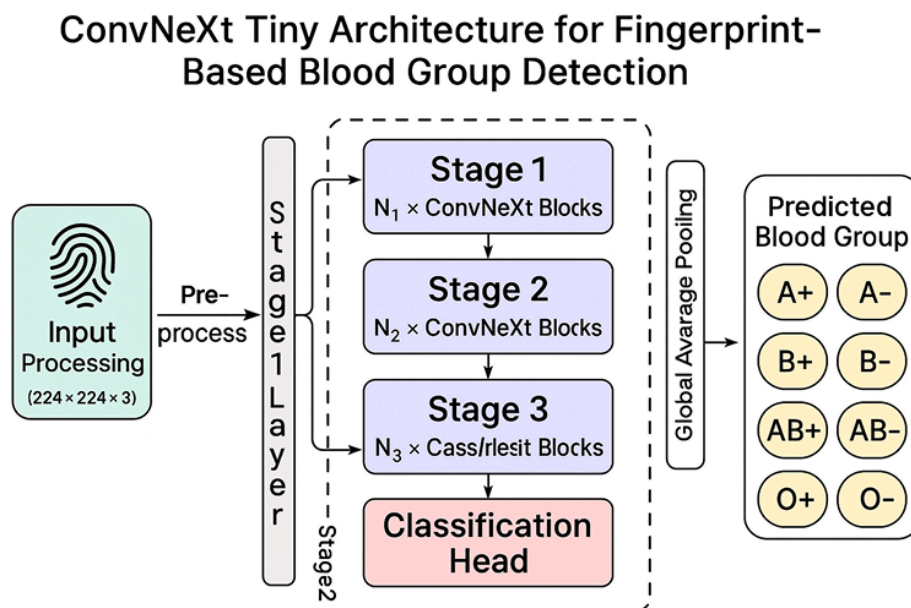 ConvNeXt Tiny Architecture for Fingerprint-
Based Blood Group Detection
Input
Processing
(224×224×3)
Pre-
process
Stage1Layer
Stage2
Stage 1
N₁ × ConvNeXt Blocks
Stage 2
N₂ × ConvNeXt Blocks
Stage 3
N₃ × Cass/rlesit Blocks
Classification
Head
Global Avarage Pooling
Predicted
Blood Group
A+ A-
B+ B-
AB+ AB-
O+ O-